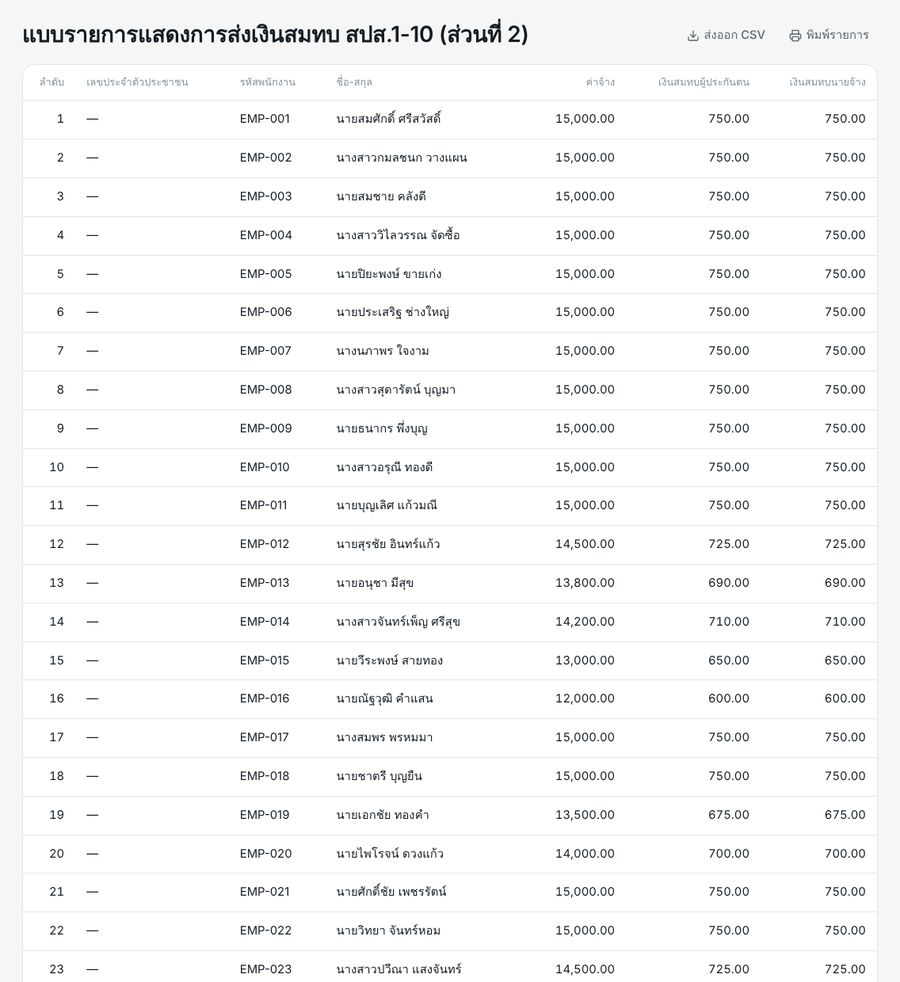 แบบรายการแสดงการส่งเงินสมทบ สปส.1-10 (ส่วนที่ 2)
ส่งออก CSV พิมพ์รายการ
ลำดับ เลขประจำตัวประชาชน รหัสพนักงาน ชื่อ-สกุล ค่าจ้าง เงินสมทบผู้ประกันตน เงินสมทบนายจ้าง
1 — EMP-001 นายสมศักดิ์ ศรีสวัสดิ์ 15,000.00 750.00 750.00
2 — EMP-002 นางสาวกมลชนก วางแผน 15,000.00 750.00 750.00
3 — EMP-003 นายสมชาย คลังดี 15,000.00 750.00 750.00
4 — EMP-004 นางสาววิไลวรรณ จัดซื้อ 15,000.00 750.00 750.00
5 — EMP-005 นายปิยะพงษ์ ขายเก่ง 15,000.00 750.00 750.00
6 — EMP-006 นายประเสริฐ ช่างใหญ่ 15,000.00 750.00 750.00
7 — EMP-007 นางนภาพร ใจงาม 15,000.00 750.00 750.00
8 — EMP-008 นางสาวสุดารัตน์ บุญมา 15,000.00 750.00 750.00
9 — EMP-009 นายธนากร พึ่งบุญ 15,000.00 750.00 750.00
10 — EMP-010 นางสาวอรุณี ทองดี 15,000.00 750.00 750.00
11 — EMP-011 นายบุญเลิศ แก้วมณี 15,000.00 750.00 750.00
12 — EMP-012 นายสุรชัย อินทร์แก้ว 14,500.00 725.00 725.00
13 — EMP-013 นายอนุชา มีสุข 13,800.00 690.00 690.00
14 — EMP-014 นางสาวจันทร์เพ็ญ ศรีสุข 14,200.00 710.00 710.00
15 — EMP-015 นายวีระพงษ์ สายทอง 13,000.00 650.00 650.00
16 — EMP-016 นายณัฐวุฒิ คำแสน 12,000.00 600.00 600.00
17 — EMP-017 นางสมพร พรหมมา 15,000.00 750.00 750.00
18 — EMP-018 นายชาตรี บุญยืน 15,000.00 750.00 750.00
19 — EMP-019 นายเอกชัย ทองคำ 13,500.00 675.00 675.00
20 — EMP-020 นายไพโรจน์ ดวงแก้ว 14,000.00 700.00 700.00
21 — EMP-021 นายศักดิ์ชัย เพชรรัตน์ 15,000.00 750.00 750.00
22 — EMP-022 นายวิทยา จันทร์หอม 15,000.00 750.00 750.00
23 — EMP-023 นางสาวปวีณา แสงจันทร์ 14,500.00 725.00 725.00